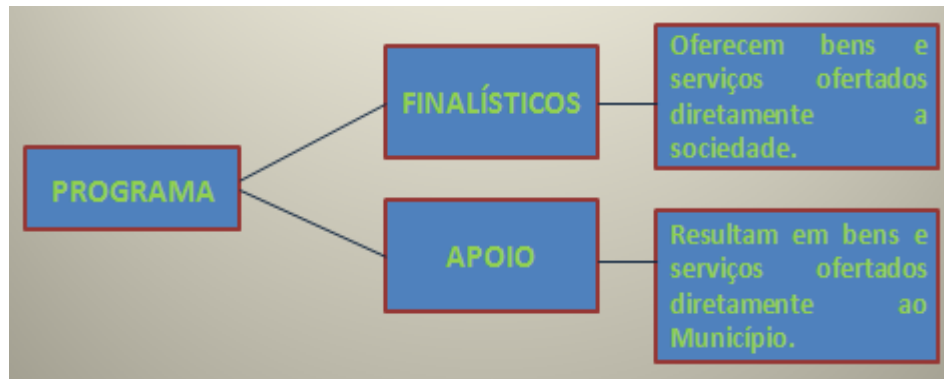 PROGRAMA
FINALÍSTICOS
Oferecem bens e
serviços ofertados
diretamente a
sociedade.
APOIO
Resultam em bens e
serviços ofertados
diretamente ao
Município.